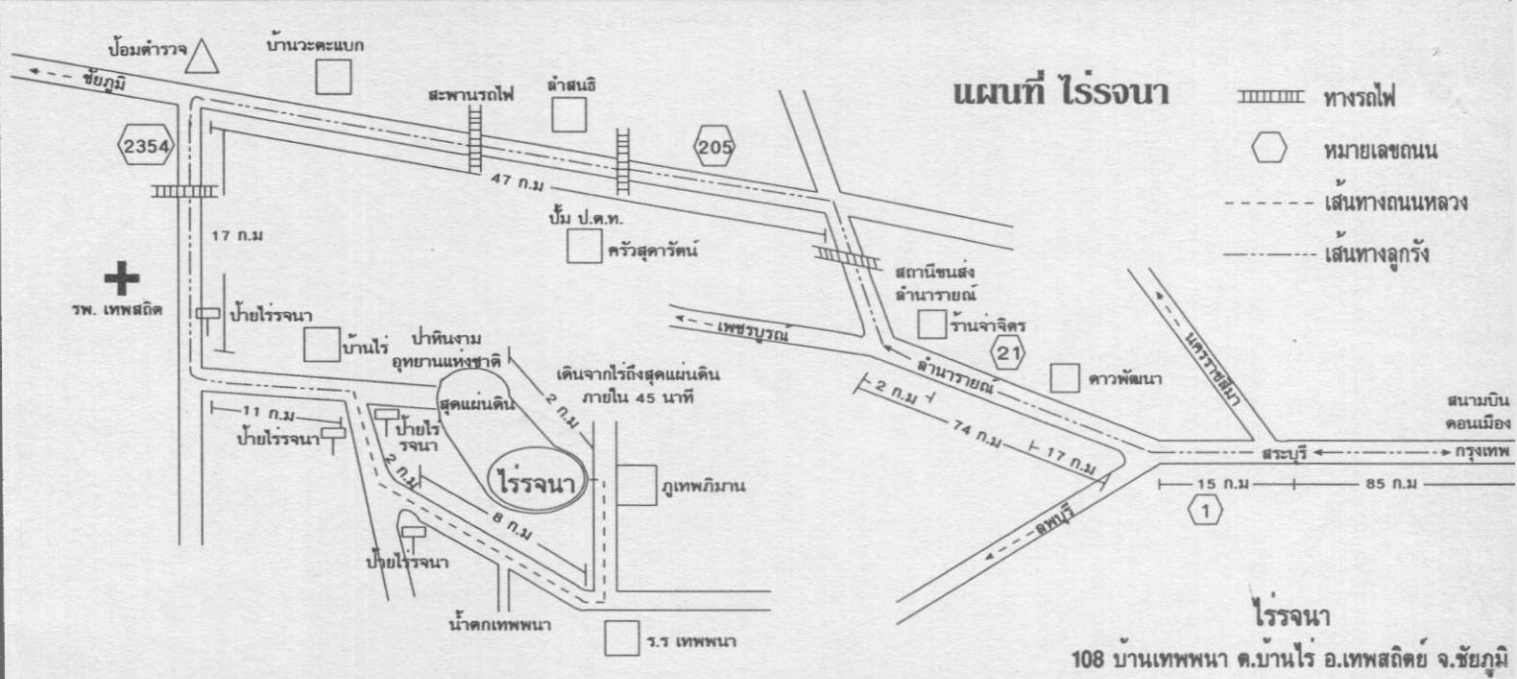 แผนที่ ไร่รจนา
ทางรถไฟ
หมายเลขถนน
เส้นทางถนนหลวง
เส้นทางลูกรัง
ป้อมตำรวจ
บ้านวะตะแบก
ชัยภูมิ
สะพานรถไฟ
ลำสนธิ
2354
205
47 ก.ม
17 ก.ม
ปั๊ม ป.ต.ท.
ครัวสุดารัตน์
รพ. เทพสถิต
ป้ายไร่รจนา
บ้านไร่
ป่าหินงาม
อุทยานแห่งชาติ
สุดแผ่นดิน
เดินจากไร่ถึงสุดแผ่นดิน
ภายใน 45 นาที
2 ก.ม
11 ก.ม
ป้ายไร่รจนา
ป้ายไร่
รจนา
2 ก.ม
8 ก.ม
ไร่รจนา
ภูเทพภิมาน
ป้ายไร่รจนา
น้ำตกเทพพนา
ร.ร เทพพนา
สถานีขนส่ง
ลำนารายณ์
เพชรบูรณ์
ร้านจ่าจิตร
21
ลำนารายณ์
ดาวพัฒนา
2 ก.ม
74 ก.ม
17 ก.ม
นครราชสีมา
สนามบิน
ดอนเมือง
สระบุรี
กรุงเทพ
15 ก.ม
85 ก.ม
1
ลพบุรี
ไร่รจนา
108 บ้านเทพพนา ต.บ้านไร่ อ.เทพสถิตย์ จ.ชัยภูมิ